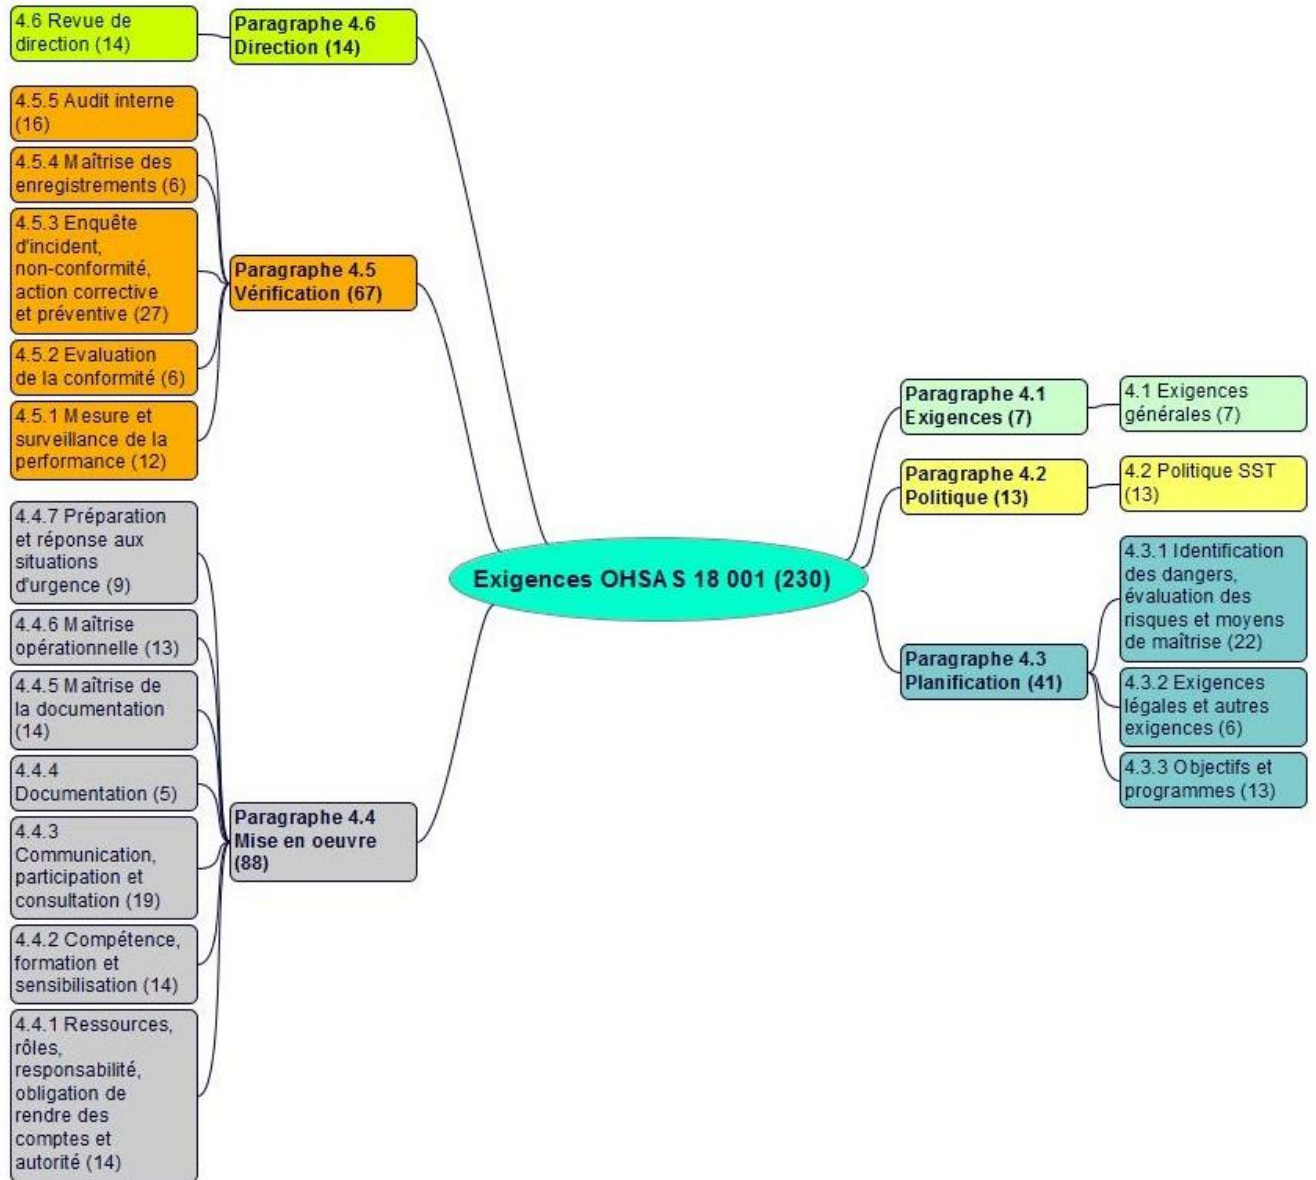 4.6 Revue de
direction (14)
Paragraphe 4.6
Direction (14)
4.5.5 Audit interne
(16)
4.5.4 Maîtrise des
enregistrements (6)
4.5.3 Enquête
d'incident,
non-conformité,
action corrective
et préventive (27)
4.5.2 Evaluation
de la conformité (6)
4.5.1 Mesure et
surveillance de la
performance (12)
Paragraphe 4.5
Vérification (67)
4.4.7 Préparation
et réponse aux
situations
d'urgence (9)
4.4.6 Maîtrise
opérationnelle (13)
4.4.5 Maîtrise de
la documentation
(14)
4.4.4
Documentation (5)
4.4.3
Communication,
participation et
consultation (19)
4.4.2 Compétence,
formation et
sensibilisation (14)
4.4.1 Ressources,
rôles,
responsabilité,
obligation de
rendre des
comptes et
autorité (14)
Paragraphe 4.4
Mise en oeuvre
(88)
Exigences OHSAS 18 001 (230)
Paragraphe 4.1
Exigences (7)
4.1 Exigences
générales (7)
Paragraphe 4.2
Politique (13)
4.2 Politique SST
(13)
Paragraphe 4.3
Planification (41)
4.3.1 Identification
des dangers,
évaluation des
risques et moyens
de maîtrise (22)
4.3.2 Exigences
légales et autres
exigences (6)
4.3.3 Objectifs et
programmes (13)